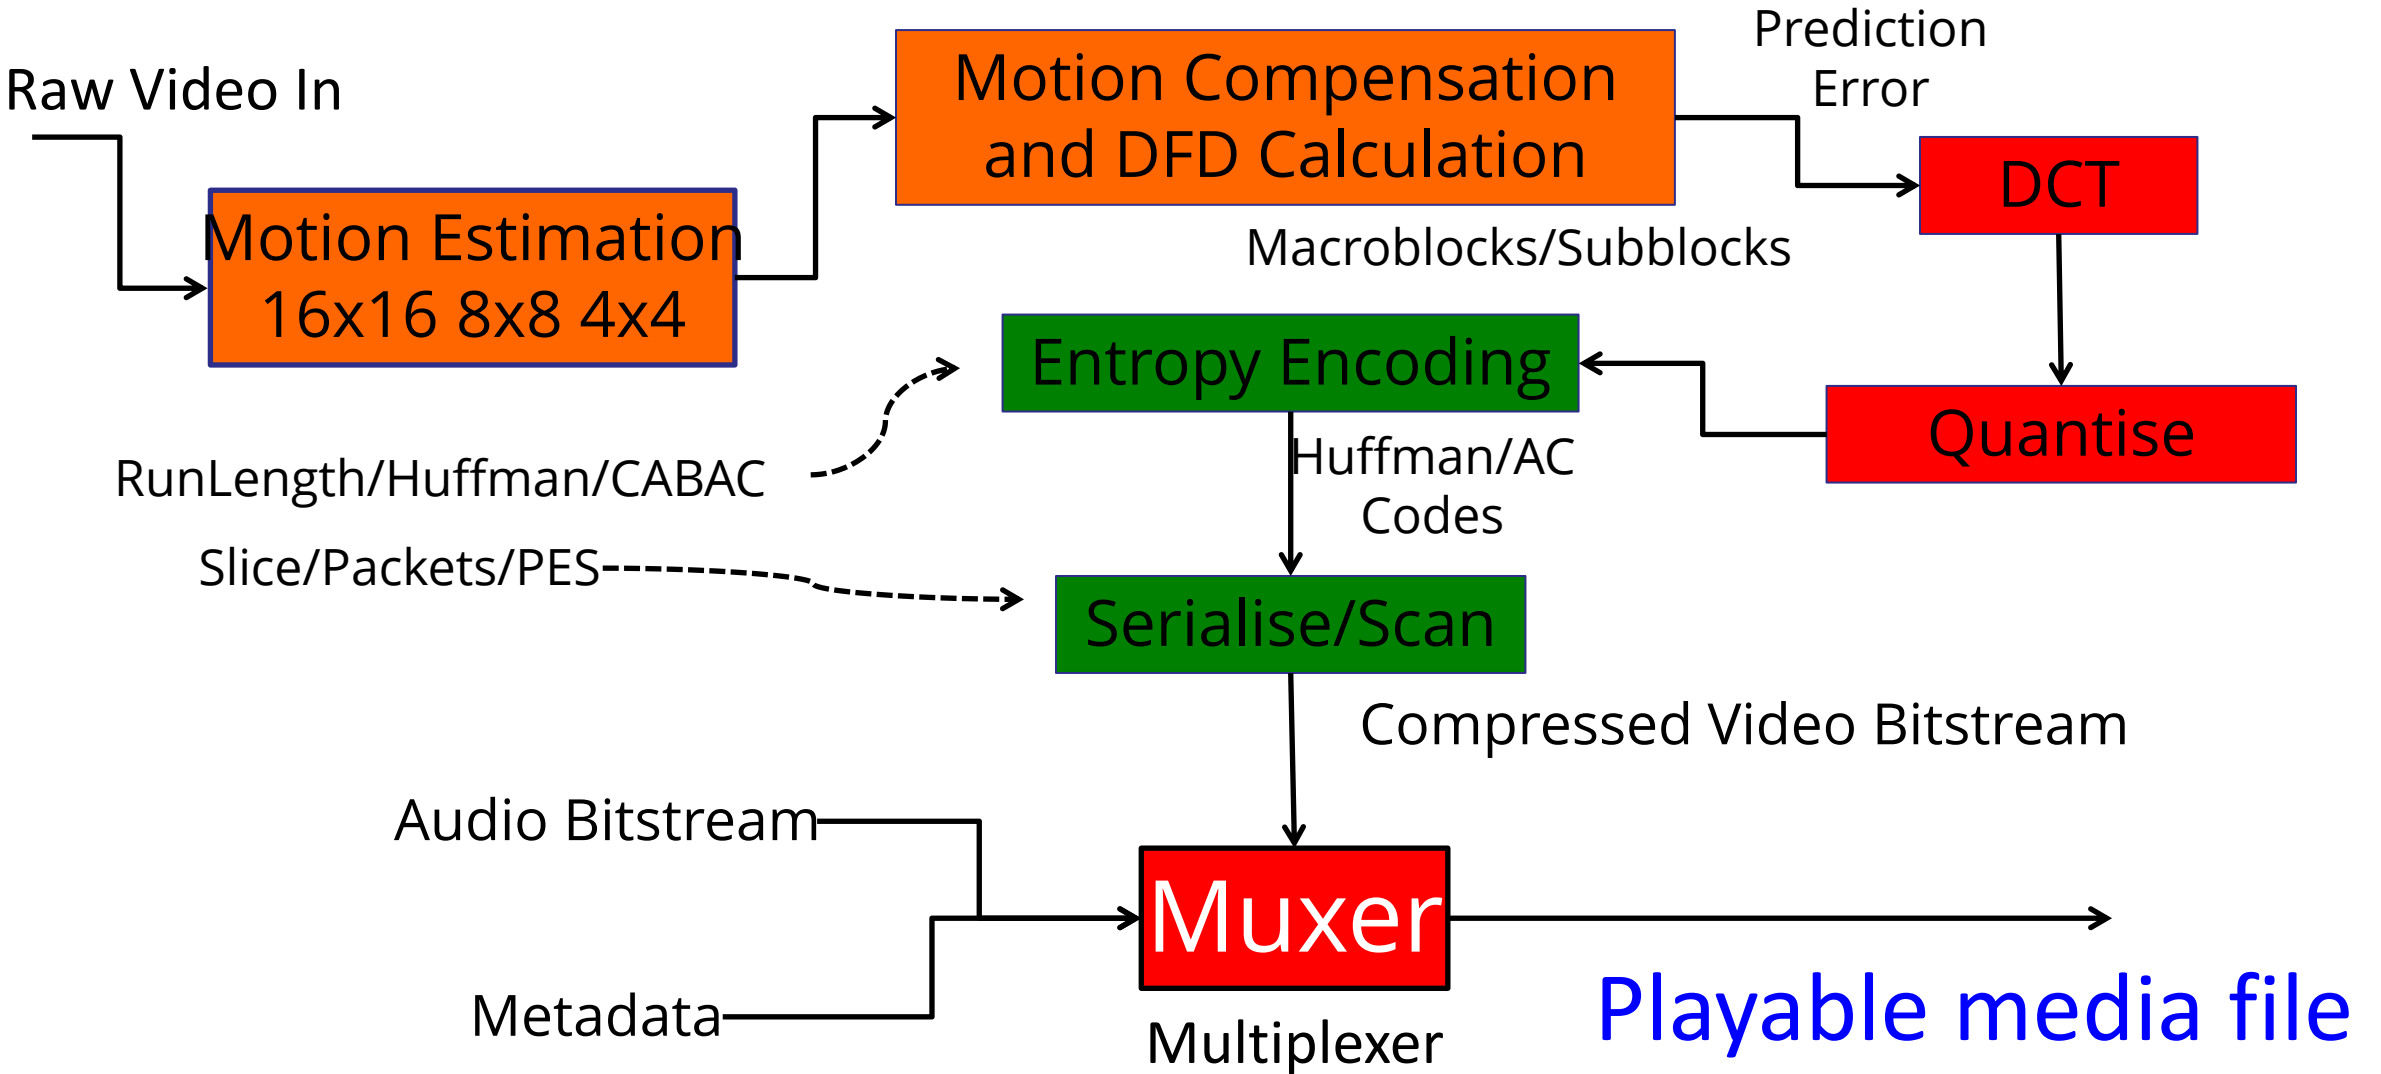 Raw Video In
Motion Estimation
16x16 8x8 4x4
Motion Compensation
and DFD Calculation
Prediction
Error
DCT
Macroblocks/Subblocks
Quantise
Entropy Encoding
RunLength/Huffman/CABAC
Huffman/AC
Codes
Slice/Packets/PES
Serialise/Scan
Compressed Video Bitstream
Audio Bitstream
Muxer
Metadata
Multiplexer
Playable media file